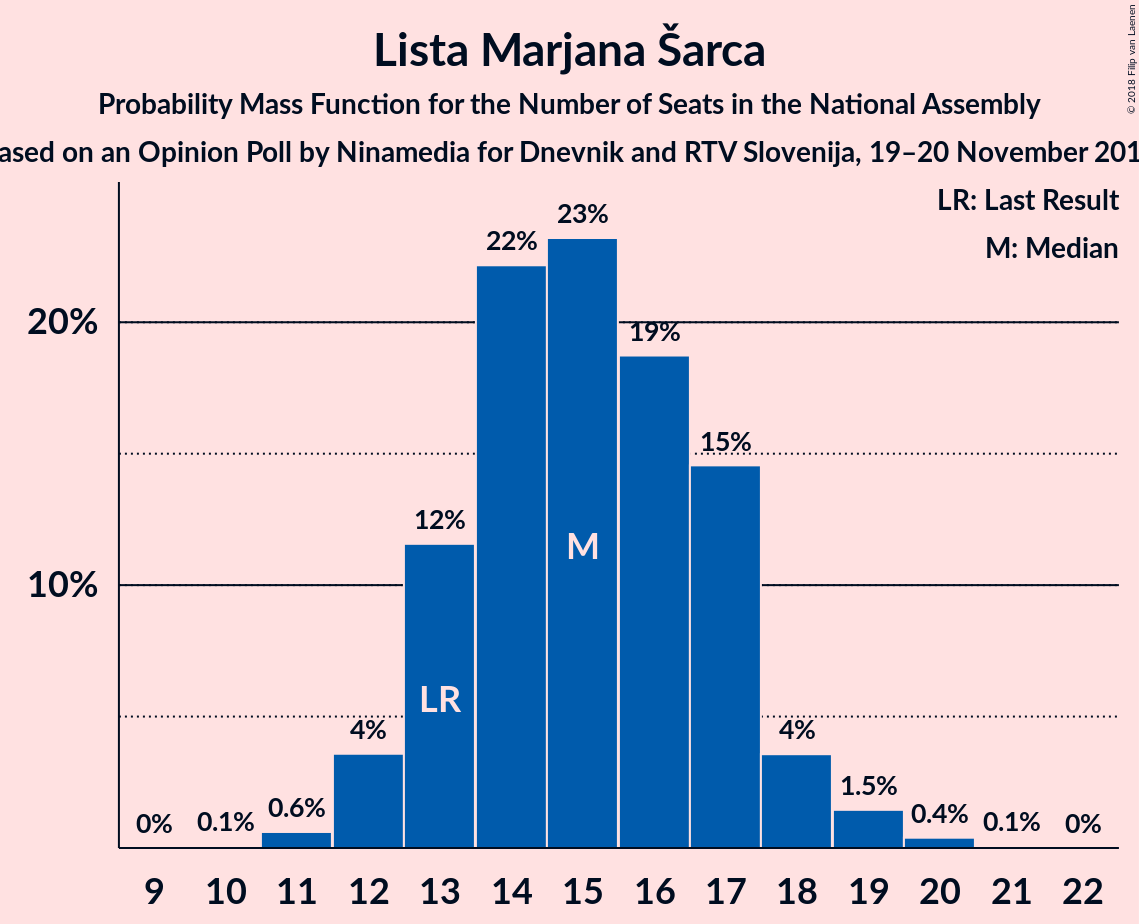 Lista Marjana Šarca
Probability Mass Function for the Number of Seats in the National Assembly
ased on an Opinion Poll by Ninamedia for Dnevnik and RTV Slovenija, 19–20 November 201
© 2018 Filip van Laenen
LR: Last Result
M: Median
20%
10%
0% 0.1% 0.6% 4% 12% 22% 23% 19% 15% 4% 1.5% 0.4% 0.1% 0%
LR M
9 10 11 12 13 14 15 16 17 18 19 20 21 22